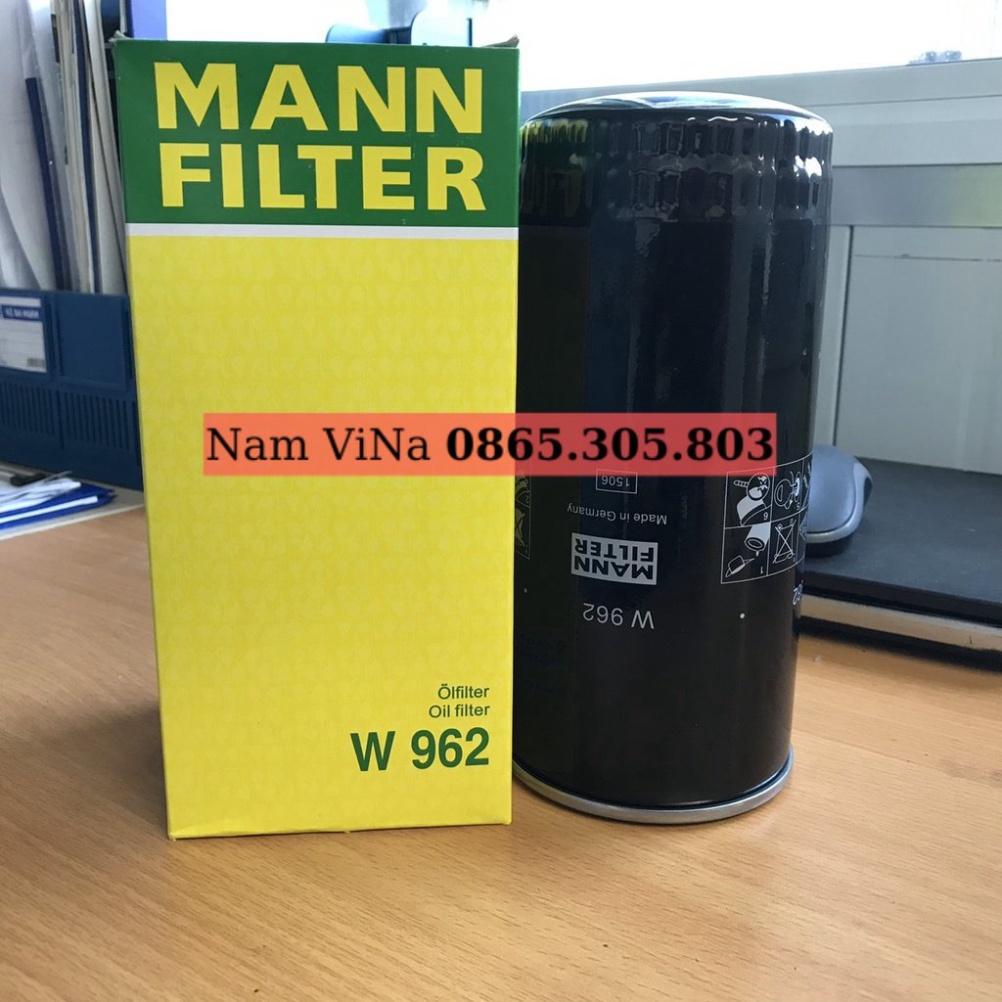 MANN
FILTER
Nam ViNa 0865.305.803
Ölfilter
Oil filter
W 962
1506
Made in Germany
MANN
FILTER
W 962